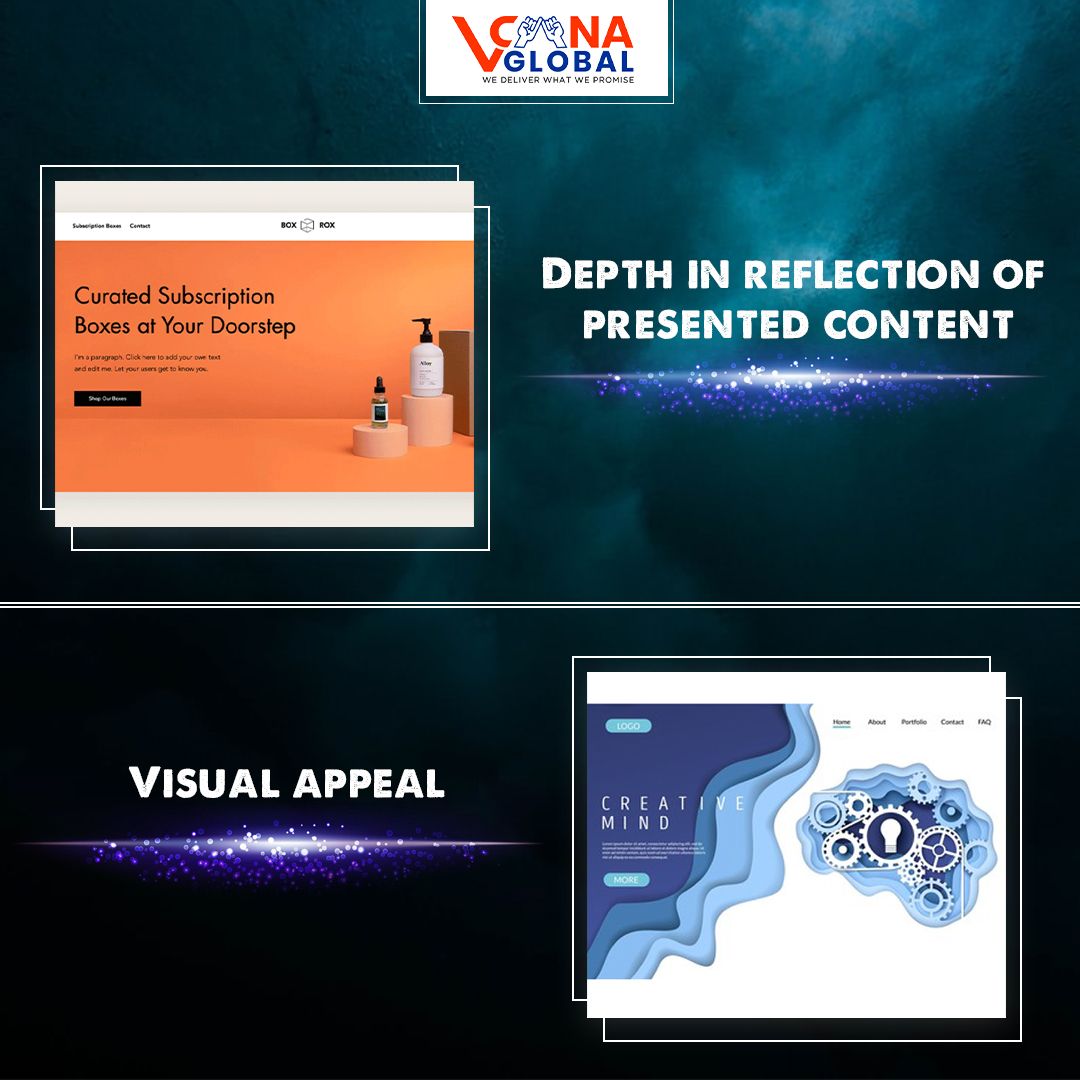 VCANA
GLOBAL
WE DELIVER WHAT WE PROMISE
Subscription Boxes Contact
BOX ROX
Curated Subscription
Boxes at Your Doorstep
I'm a paragraph. Click here to add your own text
and edit me. Let your users get to know you.
Shop Our Boxes
Alloy
DEPTH IN REFLECTION OF
PRESENTED CONTENT
VISUAL APPEAL
LOGO
Home About Portfolio Contact FAQ
CREATIVE
MIND
MORE